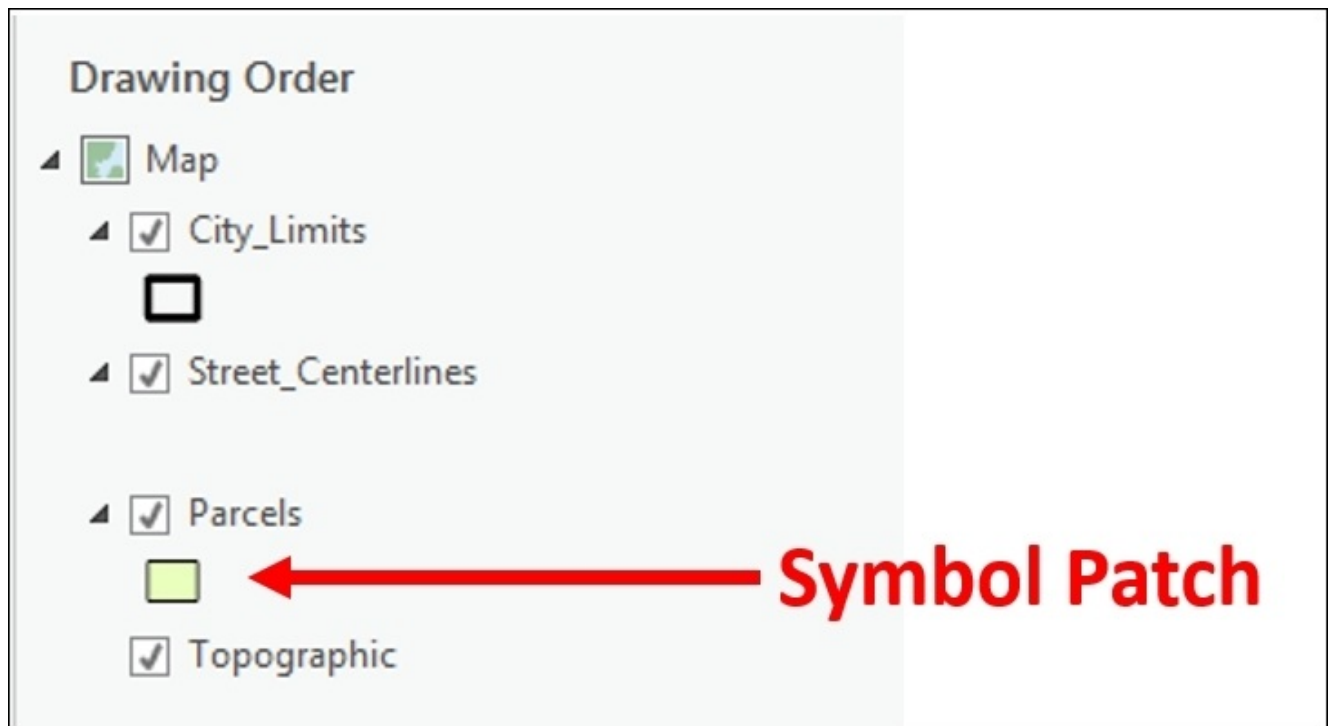 Drawing Order
Map
City_Limits
Street_Centerlines
Parcels
Symbol Patch
Topographic